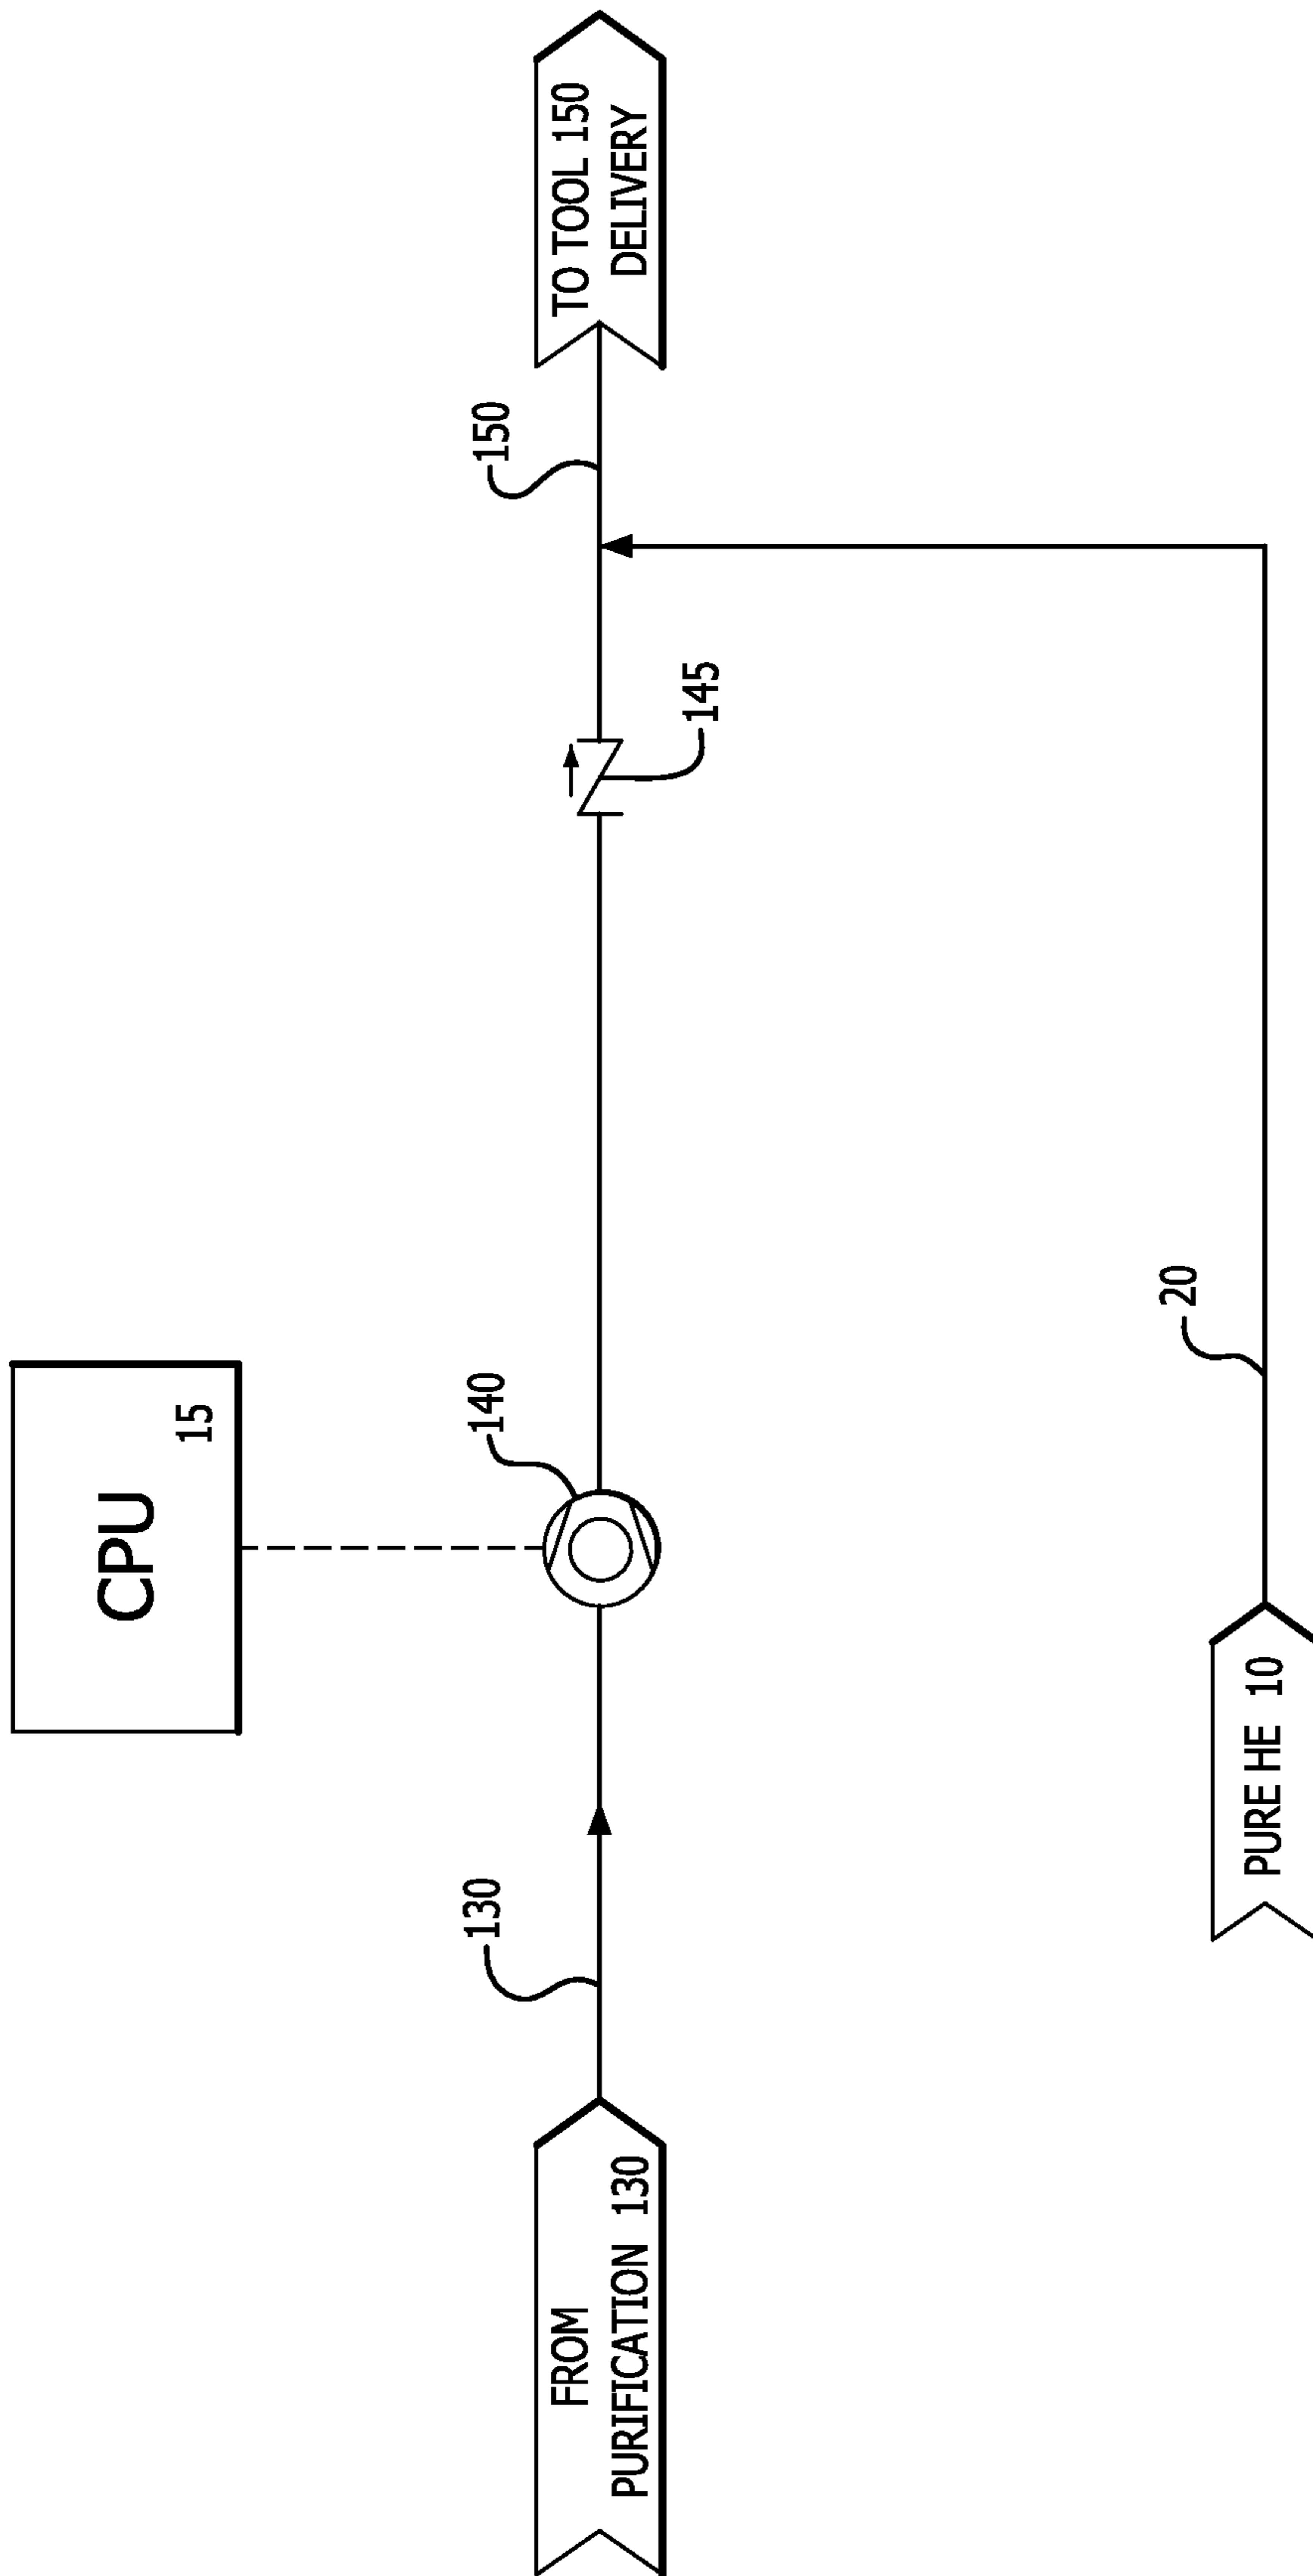 CPU
15
FROM
PURIFICATION 130
130
140
145
150
TO TOOL 150
DELIVERY
PURE HE 10
20